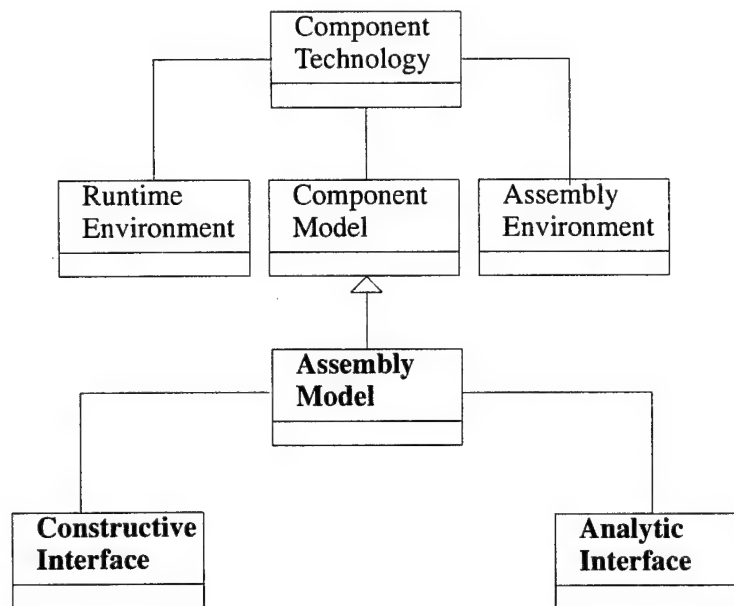 Component
Technology
Runtime
Environment
Component
Model
Assembly
Environment
Assembly
Model
Constructive
Interface
Analytic
Interface